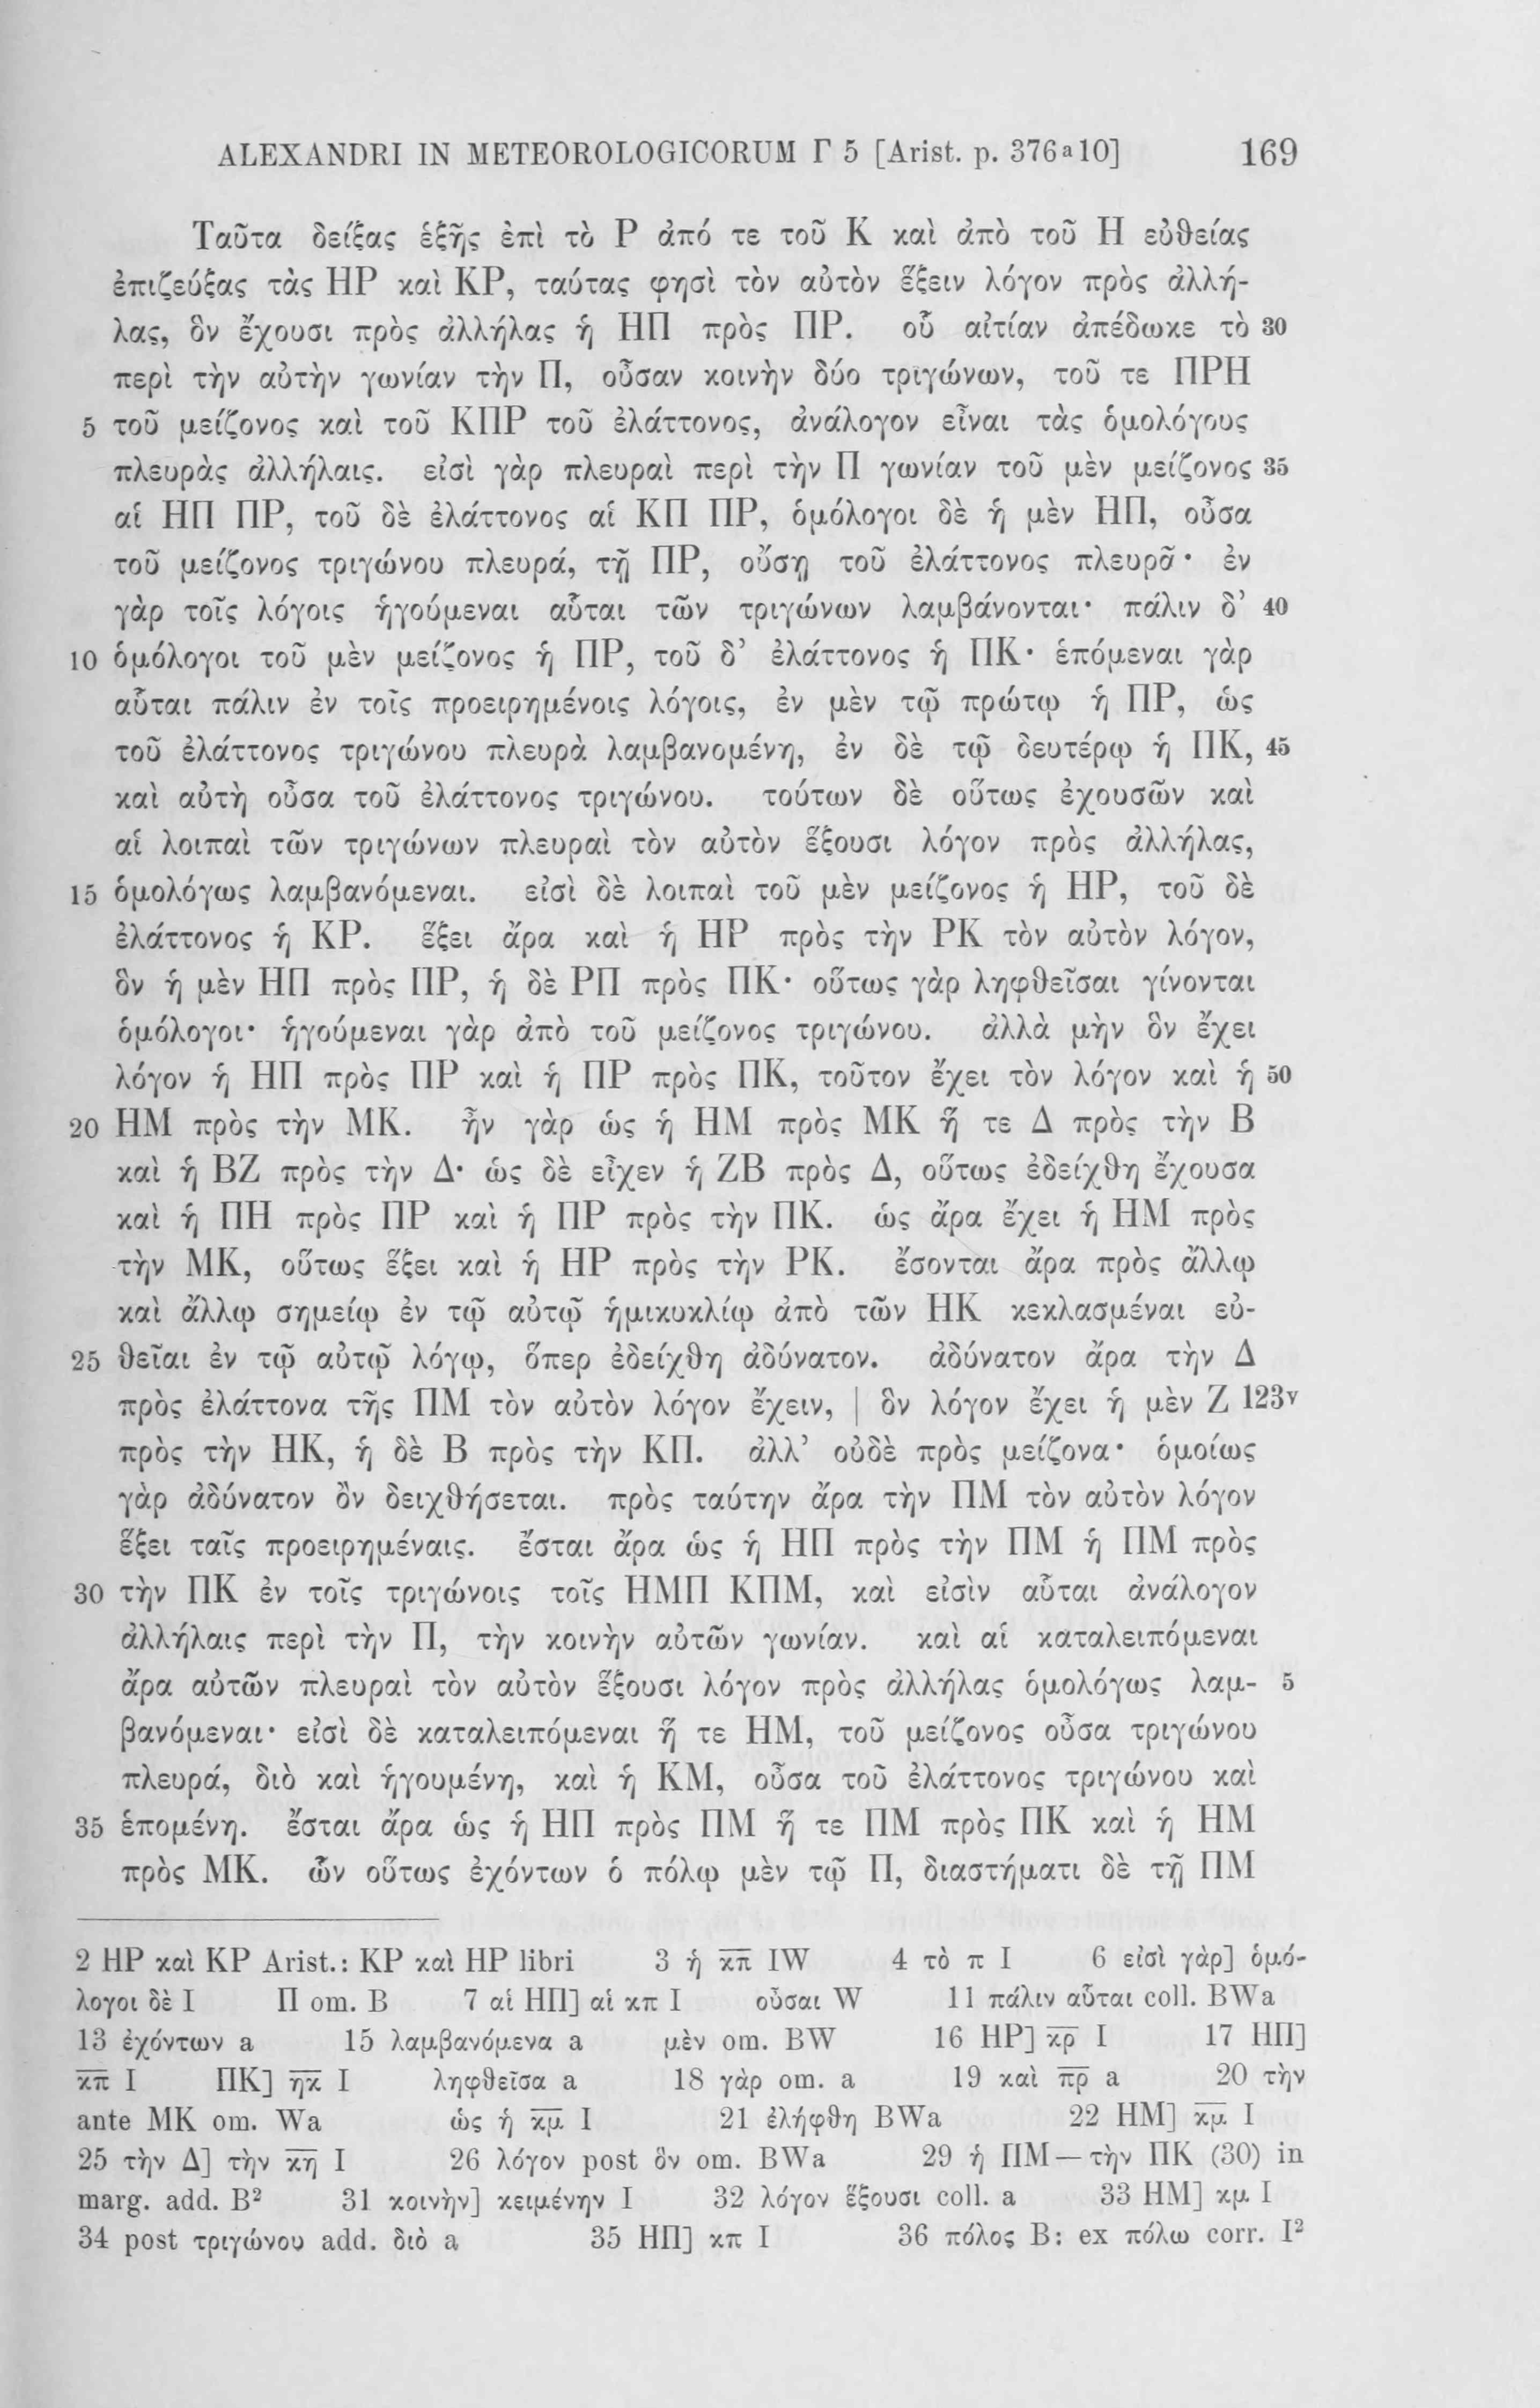 ALEXANDRI IN METEOROLOGICORUM Γ 5 [Arist. p. 376a10] 169
Ταῦτα δείξας ἑξῆς ἐπὶ τὸ Ρ ἀπό τε τοῦ Κ καὶ ἀπὸ τοῦ Η εὐθείας
ἐπιζεύξας τὰς ΗΡ καὶ ΚΡ, ταύτας φησὶ τὸν αὐτὸν ἕξειν λόγον πρὸς ἀλλή-
λας, ὃν ἔχουσι πρὸς ἀλλήλας ἡ ΗΠ πρὸς ΠΡ. οὗ αἰτίαν ἀπέδωκε τὸ 30
περὶ τὴν αὐτὴν γωνίαν τὴν Π, οὖσαν κοινὴν δύο τριγώνων, τοῦ τε ΠΡΗ
5 τοῦ μείζονος καὶ τοῦ ΚΠΡ τοῦ ἐλάττονος, ἀνάλογον εἶναι τὰς ὁμολόγους
πλευρὰς ἀλλήλαις. εἰσὶ γὰρ πλευραὶ περὶ τὴν Π γωνίαν τοῦ μὲν μείζονος 35
αἱ ΗΠ ΠΡ, τοῦ δὲ ἐλάττονος αἱ ΚΠ ΠΡ, ὁμόλογοι δὲ ἡ μὲν ΗΠ, οὖσα
τοῦ μείζονος τριγώνου πλευρά, τῇ ΠΡ, οὔσῃ τοῦ ἐλάττονος πλευρᾷ· ἐν
γὰρ τοῖς λόγοις ἡγούμεναι αὗται τῶν τριγώνων λαμβάνονται· πάλιν δ’ 40
10 ὁμόλογοι τοῦ μὲν μείζονος ἡ ΠΡ, τοῦ δ’ ἐλάττονος ἡ ΠΚ· ἑπόμεναι γὰρ
αὗται πάλιν ἐν τοῖς προειρημένοις λόγοις, ἐν μὲν τῷ πρώτῳ ἡ ΠΡ, ὡς
τοῦ ἐλάττονος τριγώνου πλευρὰ λαμβανομένη, ἐν δὲ τῷ δευτέρῳ ἡ ΠΚ, 45
καὶ αὐτὴ οὖσα τοῦ ἐλάττονος τριγώνου. τούτων δὲ οὕτως ἐχουσῶν καὶ
αἱ λοιπαὶ τῶν τριγώνων πλευραὶ τὸν αὐτὸν ἕξουσι λόγον πρὸς ἀλλήλας,
15 ὁμολόγως λαμβανόμεναι. εἰσὶ δὲ λοιπαὶ τοῦ μὲν μείζονος ἡ ΗΡ, τοῦ δὲ
ἐλάττονος ἡ ΚΡ. ἕξει ἄρα καὶ ἡ ΗΡ πρὸς τὴν ΡΚ τὸν αὐτὸν λόγον,
ὃν ἡ μὲν ΗΠ πρὸς ΠΡ, ἡ δὲ ΡΠ πρὸς ΠΚ· οὕτως γὰρ ληφθεῖσαι γίνονται
ὁμόλογοι· ἡγούμεναι γὰρ ἀπὸ τοῦ μείζονος τριγώνου. ἀλλὰ μὴν ὃν ἔχει
λόγον ἡ ΗΠ πρὸς ΠΡ καὶ ἡ ΠΡ πρὸς ΠΚ, τοῦτον ἔχει τὸν λόγον καὶ ἡ 50
20 ΗΜ πρὸς τὴν ΜΚ. ἦν γὰρ ὡς ἡ ΗΜ πρὸς ΜΚ ἥ τε Δ πρὸς τὴν Β
καὶ ἡ ΒΖ πρὸς τὴν Δ· ὡς δὲ εἶχεν ἡ ΖΒ πρὸς Δ, οὕτως ἐδείχθη ἔχουσα
καὶ ἡ ΠΗ πρὸς ΠΡ καὶ ἡ ΠΡ πρὸς τὴν ΠΚ. ὡς ἄρα ἔχει ἡ ΗΜ πρὸς
τὴν ΜΚ, οὕτως ἕξει καὶ ἡ ΗΡ πρὸς τὴν ΡΚ. ἔσονται ἄρα πρὸς ἄλλῳ
καὶ ἄλλῳ σημείῳ ἐν τῷ αὐτῷ ἡμικυκλίῳ ἀπὸ τῶν ΗΚ κεκλασμέναι εὐ-
25 θεῖαι ἐν τῷ αὐτῷ λόγῳ, ὅπερ ἐδείχθη ἀδύνατον. ἀδύνατον ἄρα τὴν Δ
πρὸς ἐλάττονα τῆς ΠΜ τὸν αὐτὸν λόγον ἔχειν, | ὃν λόγον ἔχει ἡ μὲν Ζ 123v
πρὸς τὴν ΗΚ, ἡ δὲ Β πρὸς τὴν ΚΠ. ἀλλ’ οὐδὲ πρὸς μείζονα· ὁμοίως
γὰρ ἀδύνατον ὂν δειχθήσεται. πρὸς ταύτην ἄρα τὴν ΠΜ τὸν αὐτὸν λόγον
ἕξει ταῖς προειρημέναις. ἔσται ἄρα ὡς ἡ ΗΠ πρὸς τὴν ΠΜ ἡ ΠΜ πρὸς
30 τὴν ΠΚ ἐν τοῖς τριγώνοις τοῖς ΗΜΠ ΚΠΜ, καὶ εἰσὶν αὗται ἀνάλογον
ἀλλήλαις περὶ τὴν Π, τὴν κοινὴν αὐτῶν γωνίαν. καὶ αἱ καταλειπόμεναι
ἄρα αὐτῶν πλευραὶ τὸν αὐτὸν ἕξουσι λόγον πρὸς ἀλλήλας ὁμολόγως λαμ- 5
βανόμεναι· εἰσὶ δὲ καταλειπόμεναι ἥ τε ΗΜ, τοῦ μείζονος οὖσα τριγώνου
πλευρά, διὸ καὶ ἡγουμένη, καὶ ἡ ΚΜ, οὖσα τοῦ ἐλάττονος τριγώνου καὶ
35 ἑπομένη. ἔσται ἄρα ὡς ἡ ΗΠ πρὸς ΠΜ ἥ τε ΠΜ πρὸς ΠΚ καὶ ἡ ΗΜ
πρὸς ΜΚ. ὧν οὕτως ἐχόντων ὁ πόλῳ μὲν τῷ Π, διαστήματι δὲ τῇ ΠΜ
2 ΗΡ καὶ ΚΡ Arist.: ΚΡ καὶ ΗΡ libri 3 ἡ κ̅π̅ IW 4 τὸ π I 6 εἰσὶ γὰρ] ὁμό-
λογοι δὲ I Π om. B 7 αἱ ΗΠ] αἱ κπ I οὖσαι W 11 πάλιν αὗται coll. BWa
13 ἐχόντων a 15 λαμβανόμενα a μὲν om. BW 16 ΗΡ] κ̅ρ̅ I 17 ΗΠ]
κ̅π̅ I ΠΚ] η̅κ̅ I ληφθεῖσα a 18 γὰρ om. a 19 καὶ π̅ρ̅ a 20 τὴν
ante ΜΚ om. Wa ὡς ἡ κ̅μ̅ I 21 ἐλήφθη BWa 22 ΗΜ] κ̅μ̅ I
25 τὴν Δ] τὴν κ̅η̅ I 26 λόγον post ὃν om. BWa 29 ἡ ΠΜ — τὴν ΠΚ (30) in
marg. add. B² 31 κοινὴν] κειμένην I 32 λόγον ἕξουσι coll. a 33 ΗΜ] κμ I
34 post τριγώνου add. διὸ a 35 ΗΠ] κπ I 36 πόλος B: ex πόλω corr. I²